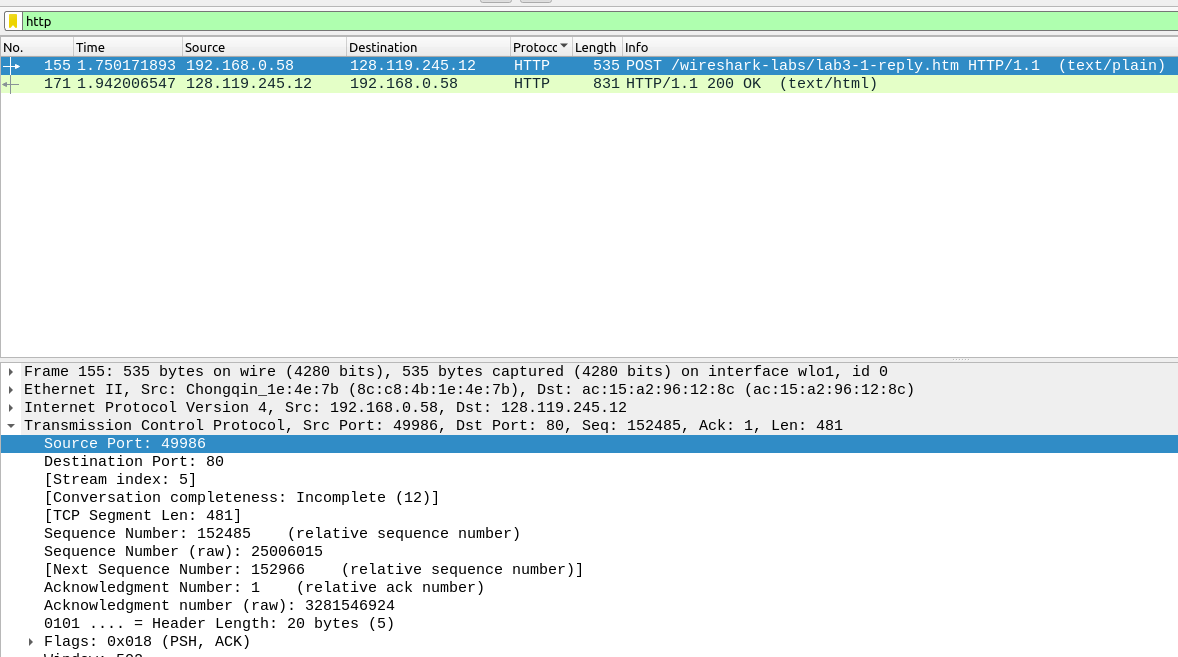 http
No. Time Source Destination Protocc Length Info
155 1.750171893 192.168.0.58 128.119.245.12 HTTP 535 POST /wireshark-labs/lab3-1-reply.htm HTTP/1.1 (text/plain)
171 1.942006547 128.119.245.12 192.168.0.58 HTTP 831 HTTP/1.1 200 OK (text/html)
Frame 155: 535 bytes on wire (4280 bits), 535 bytes captured (4280 bits) on interface wlo1, id 0
Ethernet II, Src: Chongqin_1e:4e:7b (8c:c8:4b:1e:4e:7b), Dst: ac:15:a2:96:12:8c (ac:15:a2:96:12:8c)
Internet Protocol Version 4, Src: 192.168.0.58, Dst: 128.119.245.12
Transmission Control Protocol, Src Port: 49986, Dst Port: 80, Seq: 152485, Ack: 1, Len: 481
Source Port: 49986
Destination Port: 80
[Stream index: 5]
[Conversation completeness: Incomplete (12)]
[TCP Segment Len: 481]
Sequence Number: 152485 (relative sequence number)
Sequence Number (raw): 25006015
[Next Sequence Number: 152966 (relative sequence number)]
Acknowledgment Number: 1 (relative ack number)
Acknowledgment number (raw): 3281546924
0101 .... = Header Length: 20 bytes (5)
Flags: 0x018 (PSH, ACK)